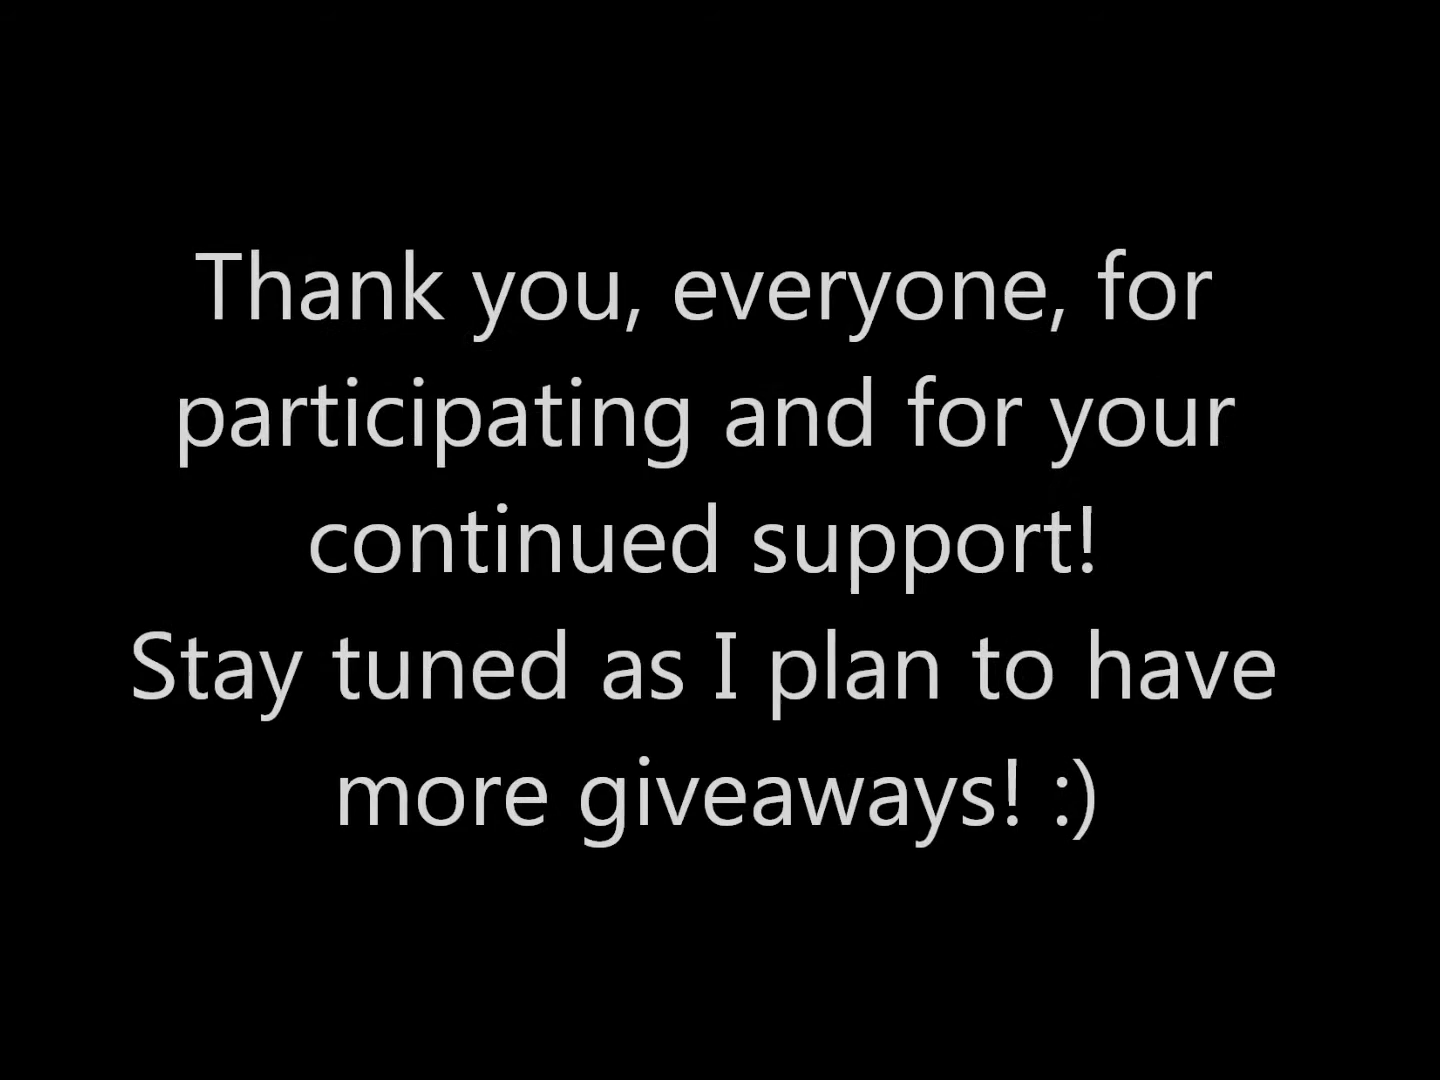 Thank you, everyone, for
participating and for your
continued support!
Stay tuned as I plan to have
more giveaways! :)